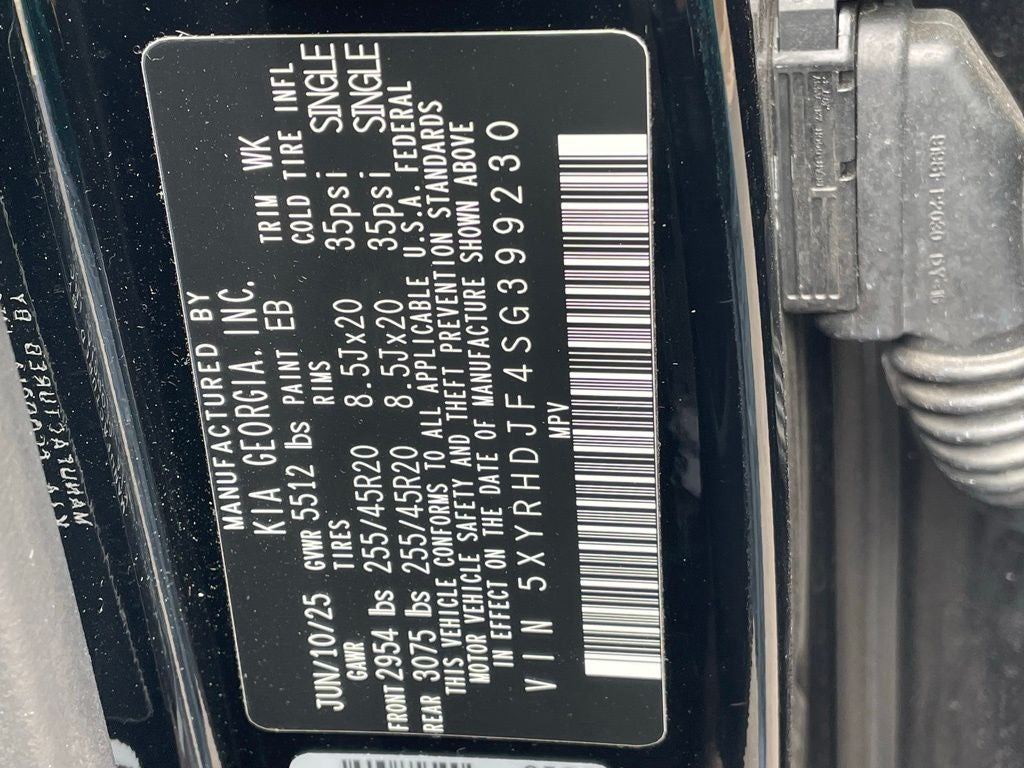 MANUFACTURED BY
KIA GEORGIA. INC.
JUN/10/25 GVWR 5512 lbs PAINT EB TRIM WK
GAWR TIRES RIMS COLD TIRE INFL
FRONT 2954 lbs 255/45R20 8.5Jx20 35psi SINGLE
REAR 3075 lbs 255/45R20 8.5Jx20 35psi SINGLE
THIS VEHICLE CONFORMS TO ALL APPLICABLE U.S.A. FEDERAL
MOTOR VEHICLE SAFETY AND THEFT PREVENTION STANDARDS
IN EFFECT ON THE DATE OF MANUFACTURE SHOWN ABOVE
VIN 5XYRHDJF4SG399230
MPV